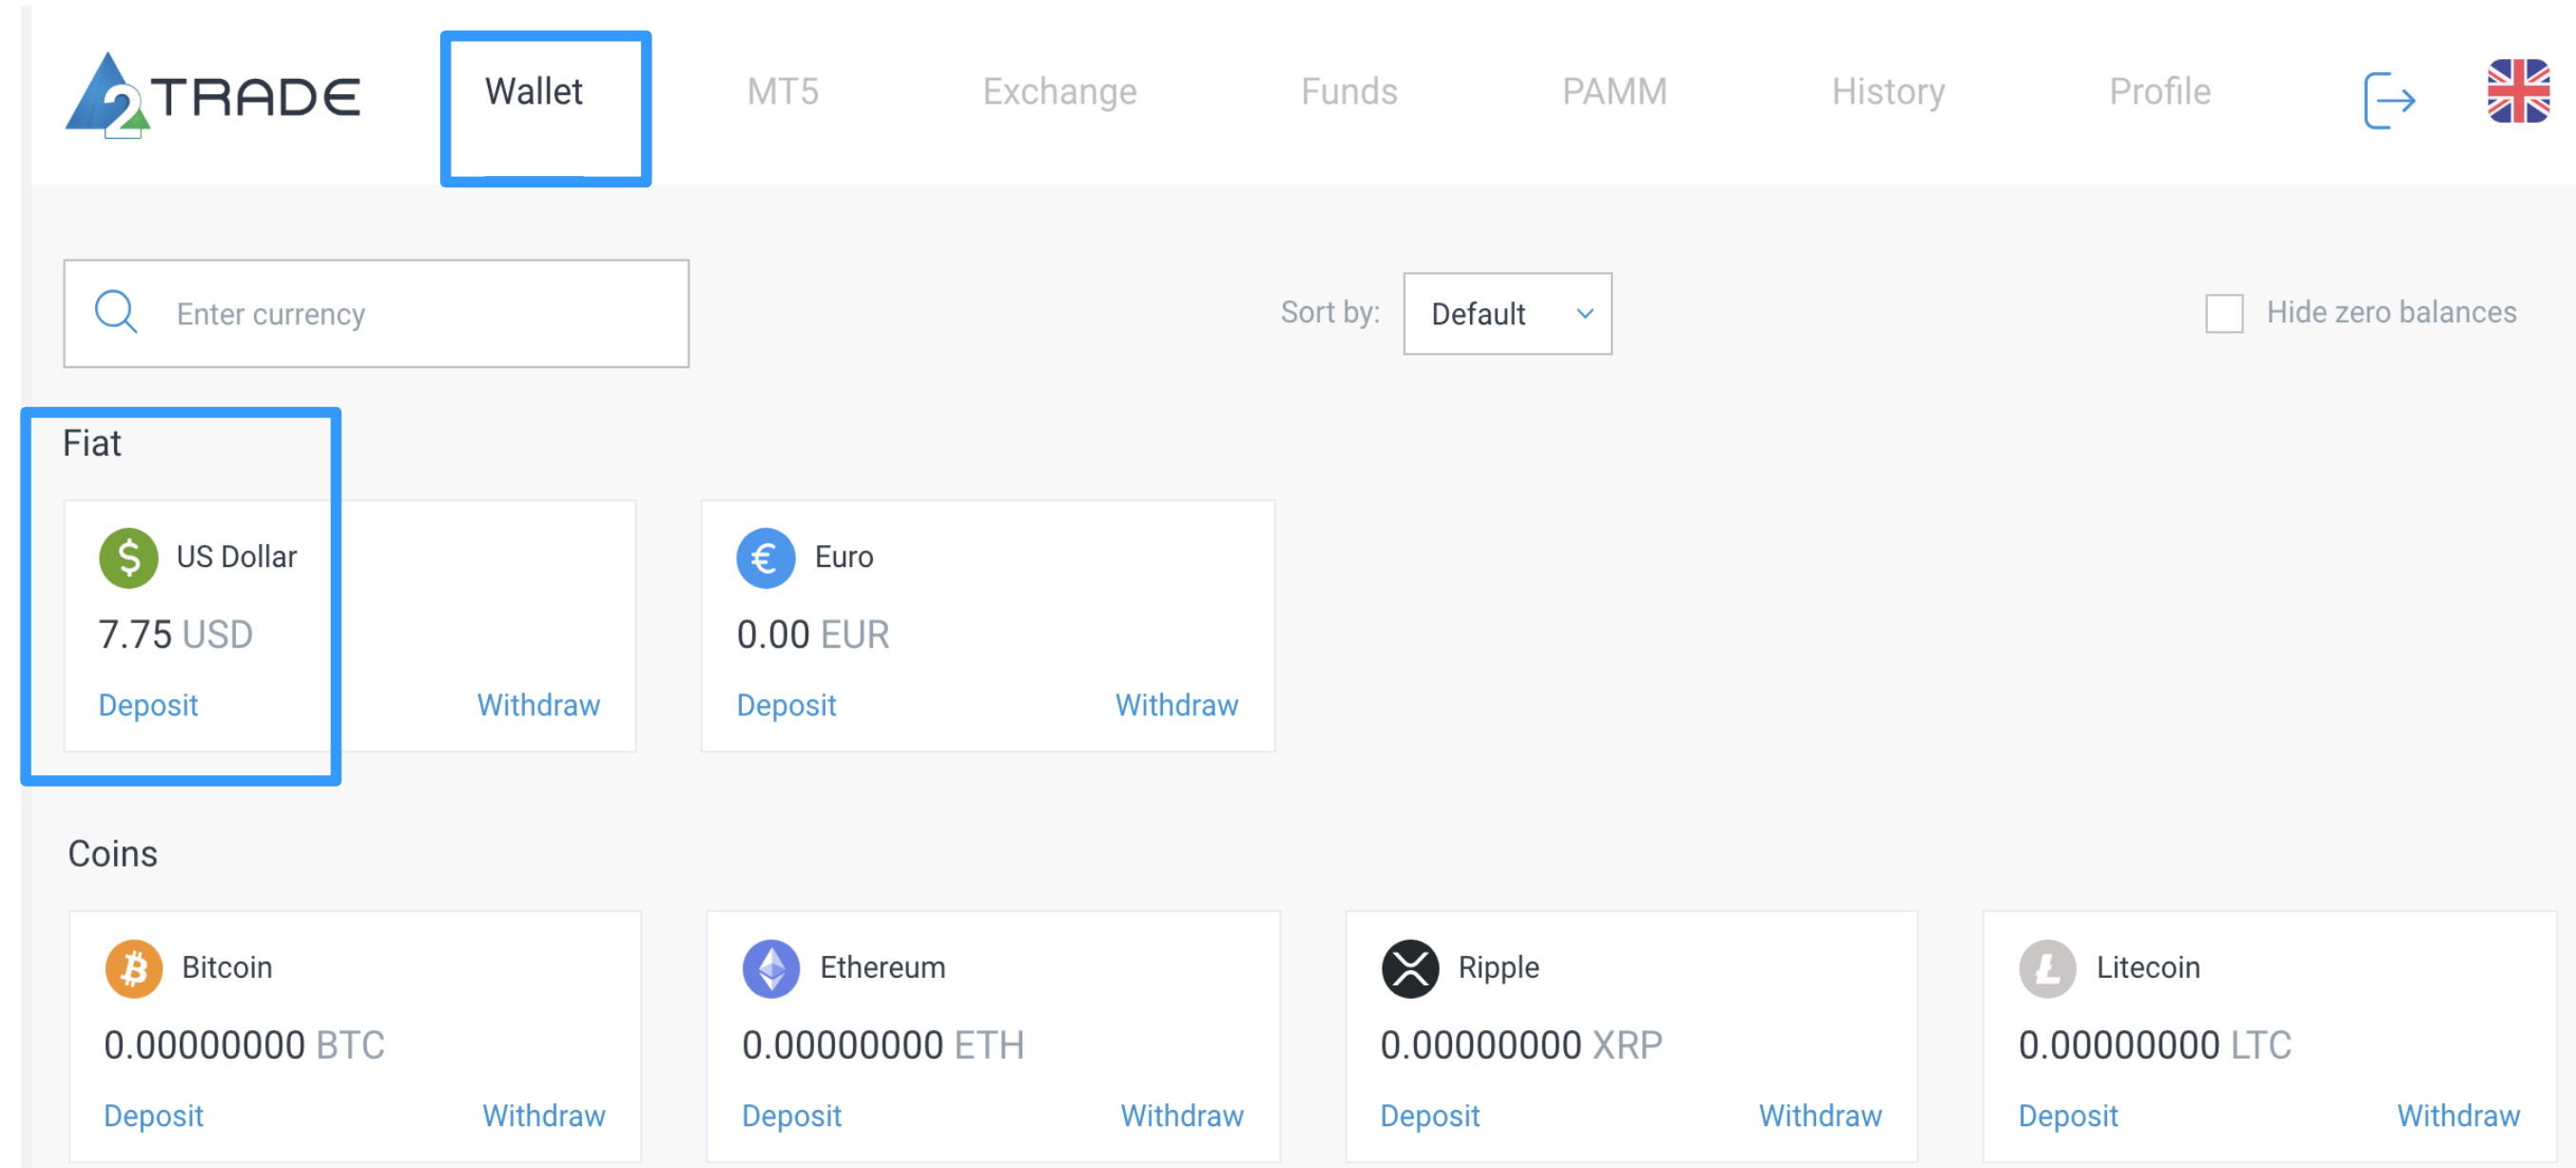 2TRADE Wallet MT5 Exchange Funds PAMM History Profile
Enter currency Sort by: Default Hide zero balances
Fiat
$ US Dollar € Euro
7.75 USD 0.00 EUR
Deposit Withdraw Deposit Withdraw
Coins
Bitcoin Ethereum Ripple Litecoin
0.00000000 BTC 0.00000000 ETH 0.00000000 XRP 0.00000000 LTC
Deposit Withdraw Deposit Withdraw Deposit Withdraw Deposit Withdraw